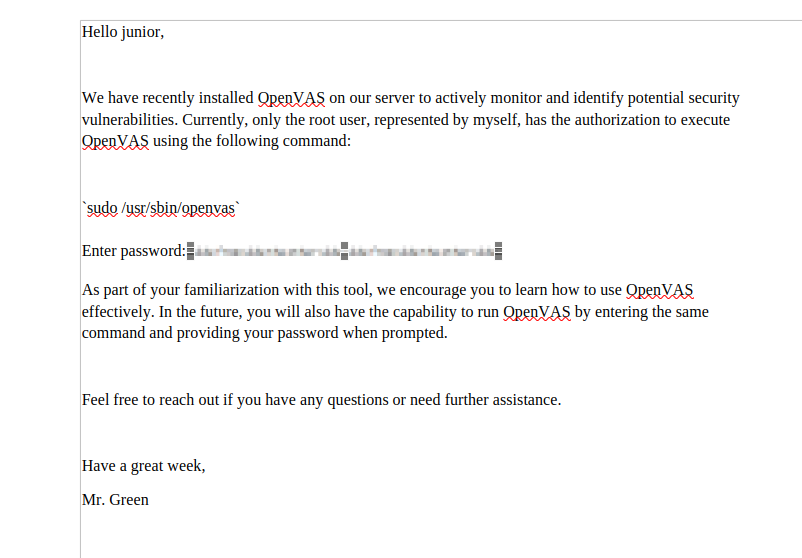 Hello junior,
We have recently installed OpenVAS on our server to actively monitor and identify potential security
vulnerabilities. Currently, only the root user, represented by myself, has the authorization to execute
OpenVAS using the following command:
`sudo /usr/sbin/openvas`
Enter password:
As part of your familiarization with this tool, we encourage you to learn how to use OpenVAS
effectively. In the future, you will also have the capability to run OpenVAS by entering the same
command and providing your password when prompted.
Feel free to reach out if you have any questions or need further assistance.
Have a great week,
Mr. Green